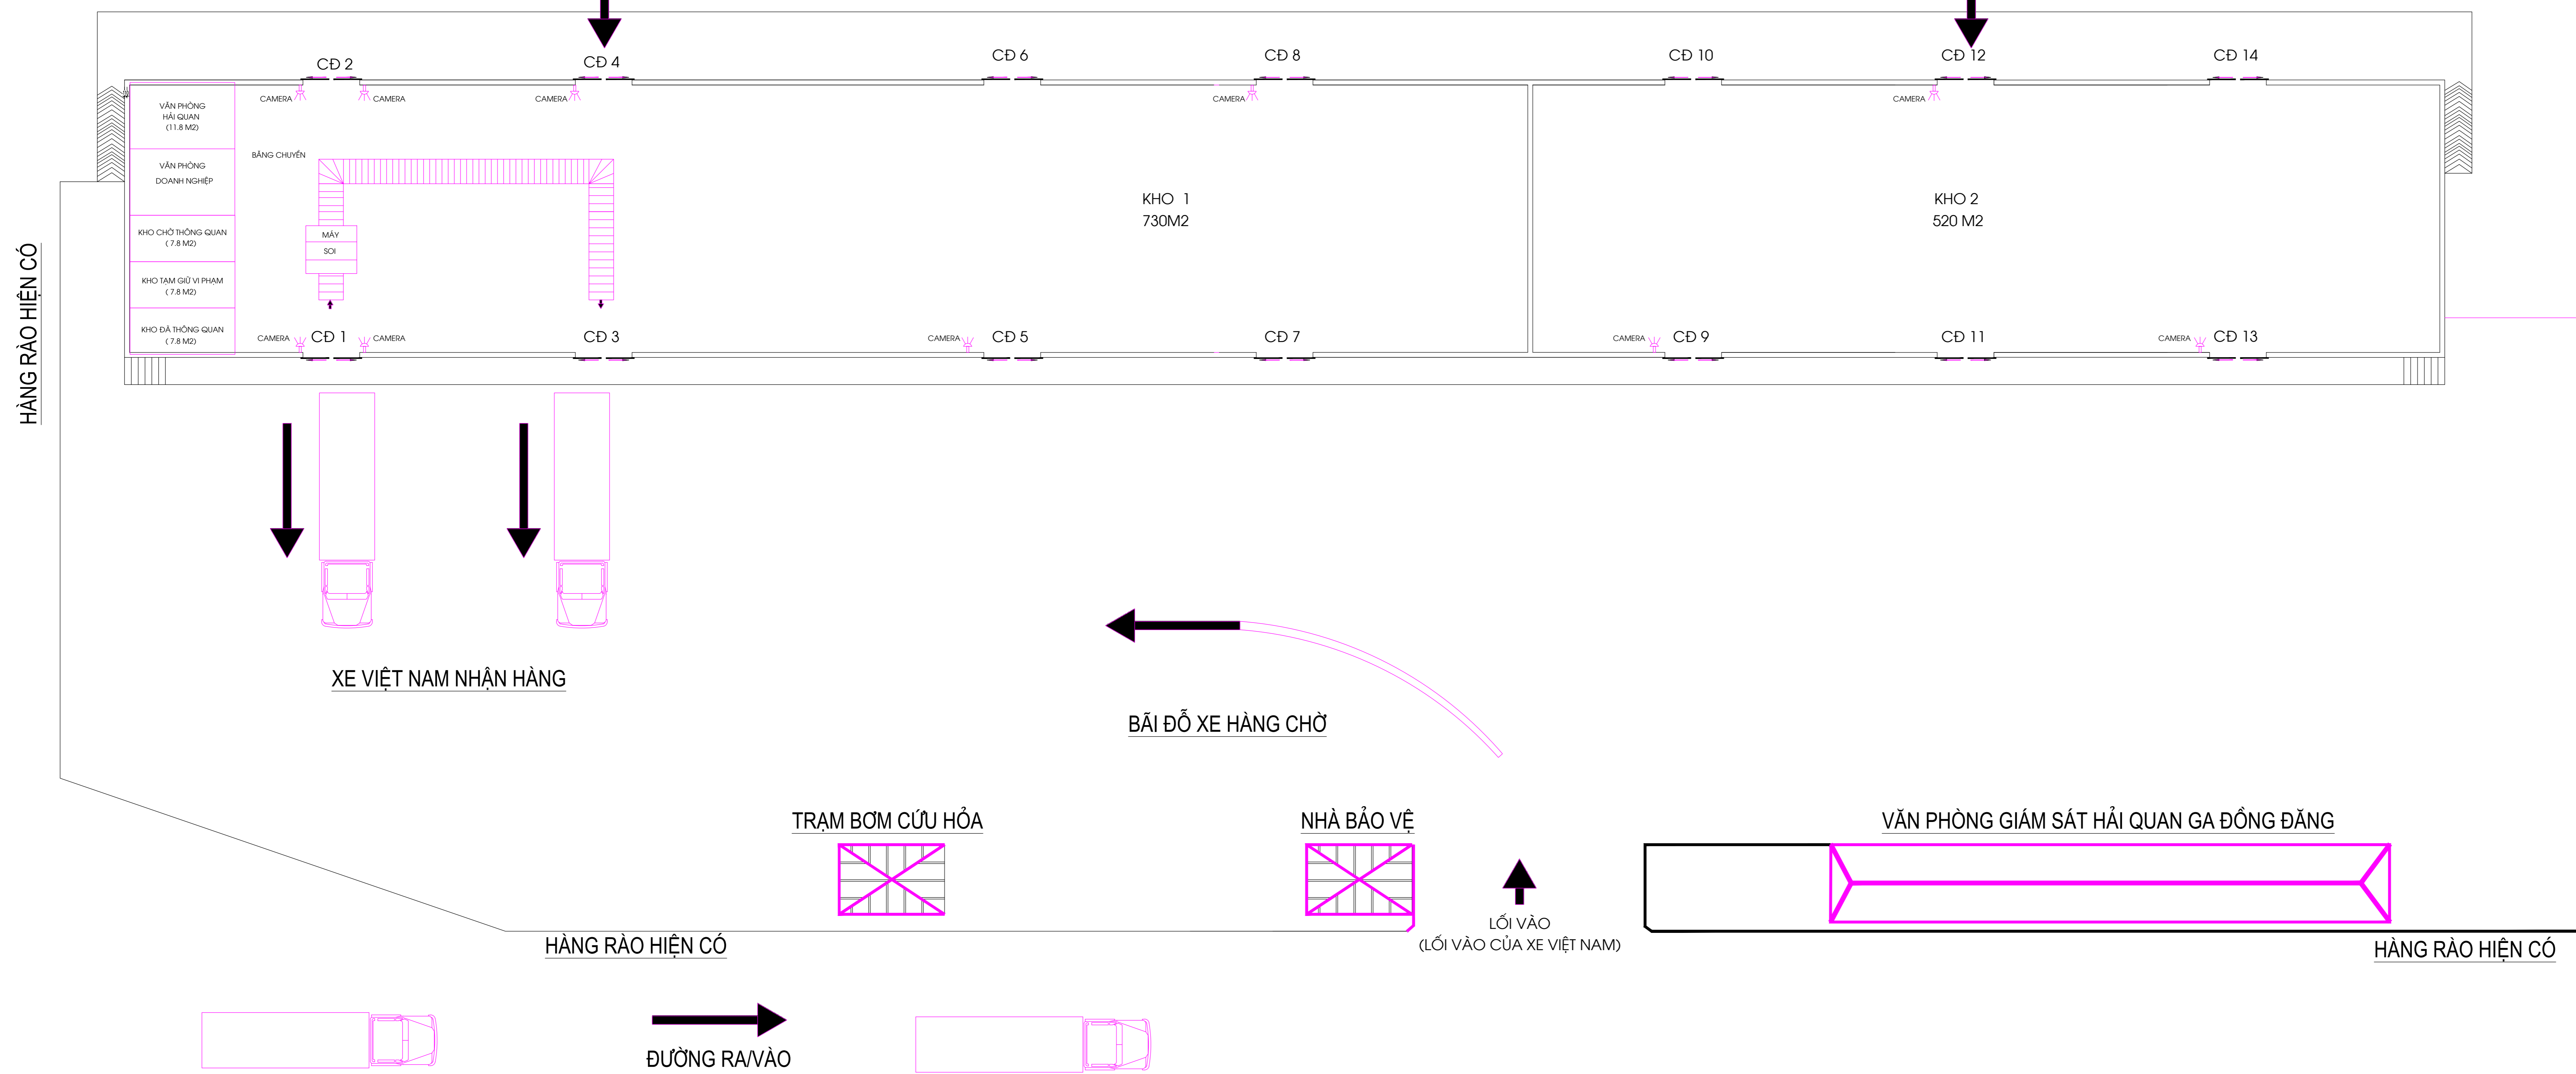 CĐ 2
CĐ 4
CĐ 6
CĐ 8
CĐ 10
CĐ 12
CĐ 14
CAMERA
CAMERA
CAMERA
CAMERA
CAMERA
VĂN PHÒNG
HẢI QUAN
(11.8 M2)
BĂNG CHUYỀN
VĂN PHÒNG
DOANH NGHIỆP
KHO 1
730M2
KHO 2
520 M2
KHO CHỜ THÔNG QUAN
( 7.8 M2)
MÁY
SOI
KHO TẠM GIỮ VI PHẠM
( 7.8 M2)
KHO ĐÃ THÔNG QUAN
( 7.8 M2)
HÀNG RÀO HIỆN CÓ
CAMERA
CĐ 1
CAMERA
CĐ 3
CAMERA
CĐ 5
CĐ 7
CAMERA
CĐ 9
CĐ 11
CAMERA
CĐ 13
XE VIỆT NAM NHẬN HÀNG
BÃI ĐỖ XE HÀNG CHỜ
TRẠM BƠM CỨU HỎA
NHÀ BẢO VỆ
VĂN PHÒNG GIÁM SÁT HẢI QUAN GA ĐỒNG ĐĂNG
LỐI VÀO
(LỐI VÀO CỦA XE VIỆT NAM)
HÀNG RÀO HIỆN CÓ
HÀNG RÀO HIỆN CÓ
ĐƯỜNG RA/VÀO